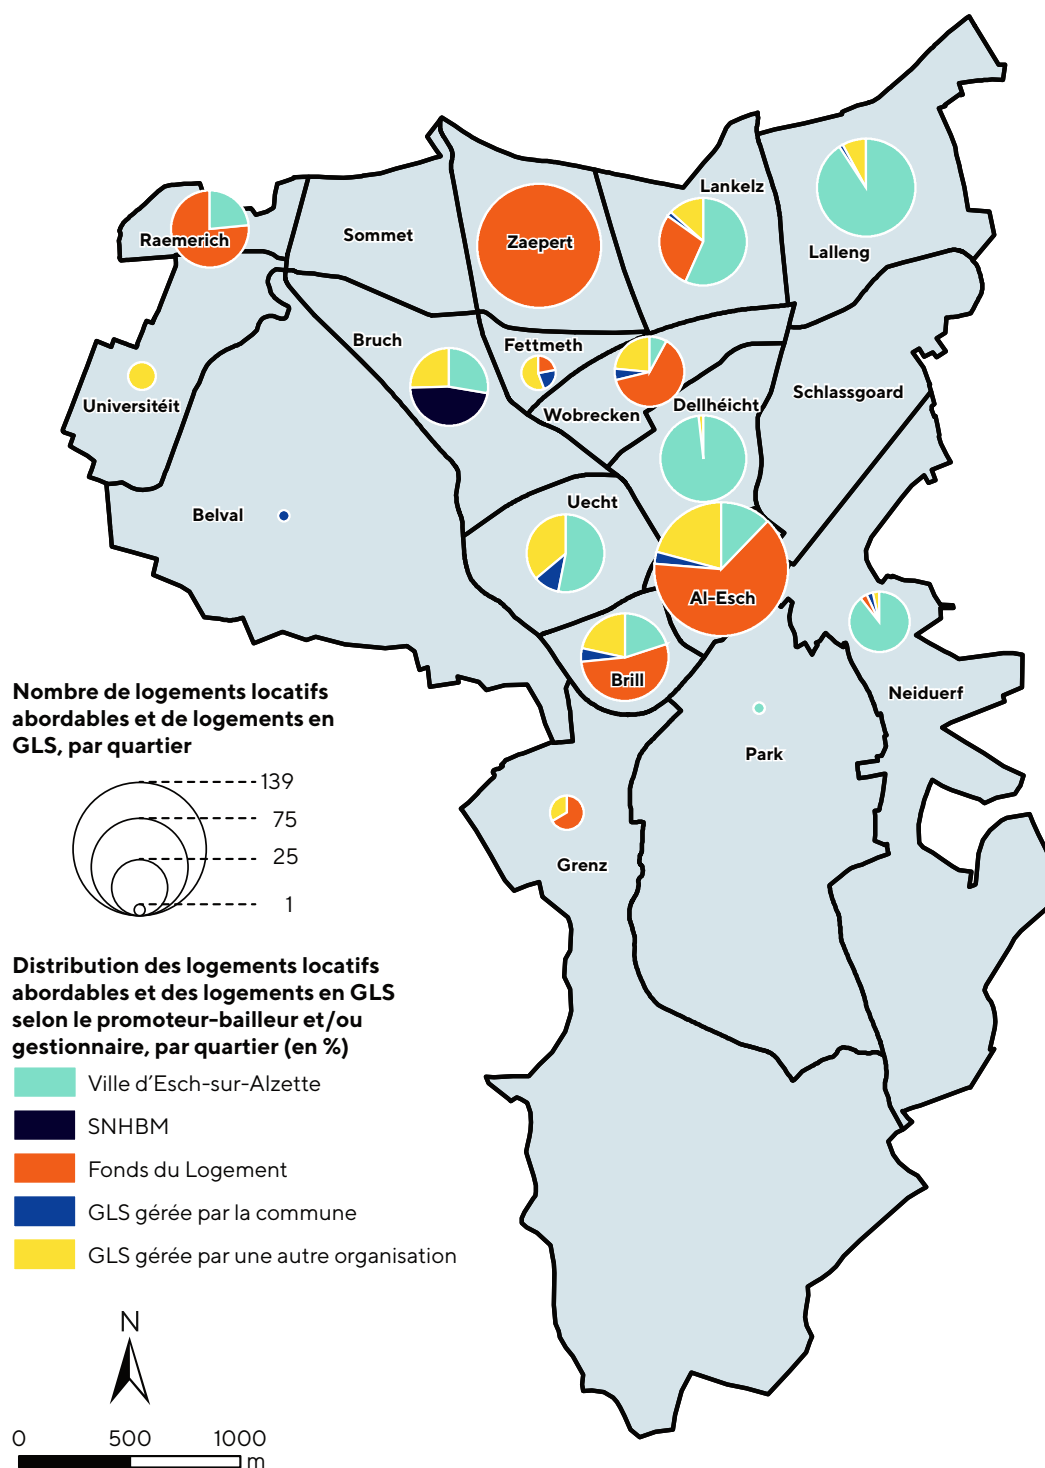 Lankelz
Raemerich
Sommet
Zaepert
Lalleng
Bruch
Fettmeth
Universitéit
Wobrecken
Dellhéicht
Schlassgoard
Belval
Uecht
Al-Esch
Brill
Neiduerf
Park
Grenz
Nombre de logements locatifs
abordables et de logements en
GLS, par quartier
139
75
25
1
Distribution des logements locatifs
abordables et des logements en GLS
selon le promoteur-bailleur et/ou
gestionnaire, par quartier (en %)
Ville d'Esch-sur-Alzette
SNHBM
Fonds du Logement
GLS gérée par la commune
GLS gérée par une autre organisation
N
0 500 1000
m